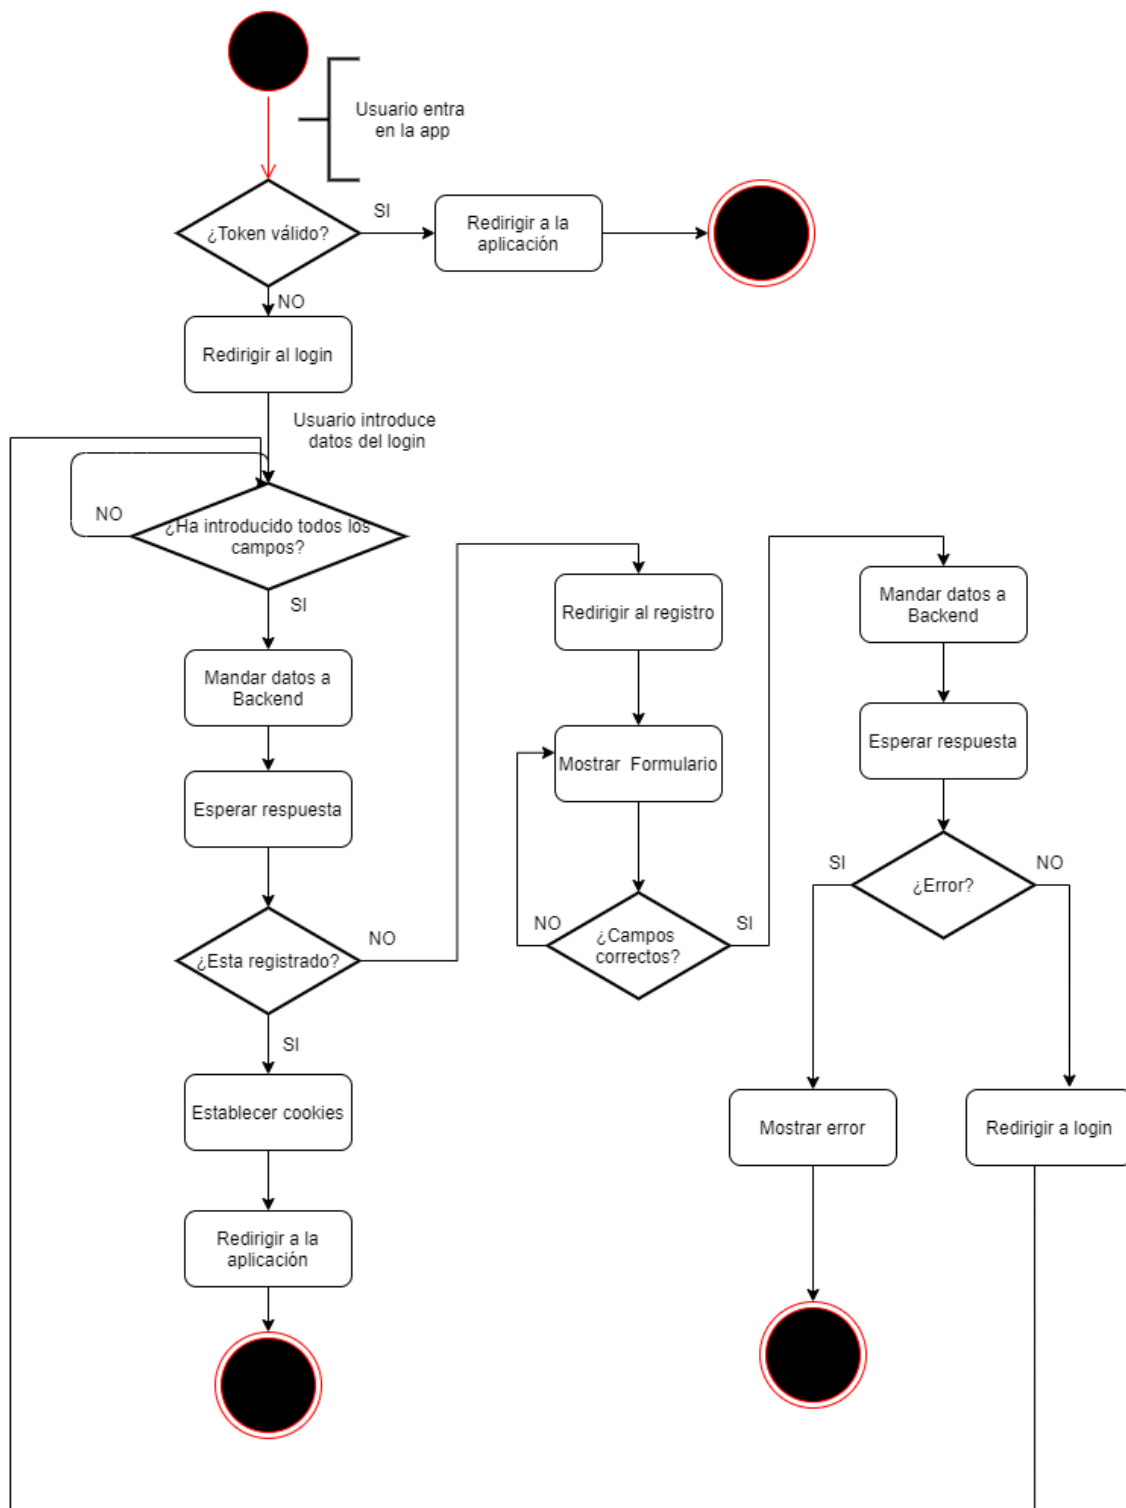 Usuario entra
en la app
¿Token válido?
SI
Redirigir a la
aplicación
NO
Redirigir al login
Usuario introduce
datos del login
¿Ha introducido todos los
campos?
NO
SI
Mandar datos a
Backend
Esperar respuesta
¿Esta registrado?
NO
SI
Establecer cookies
Redirigir a la
aplicación
Redirigir al registro
Mostrar Formulario
¿Campos
correctos?
NO
SI
Mandar datos a
Backend
Esperar respuesta
¿Error?
SI
NO
Mostrar error
Redirigir a login